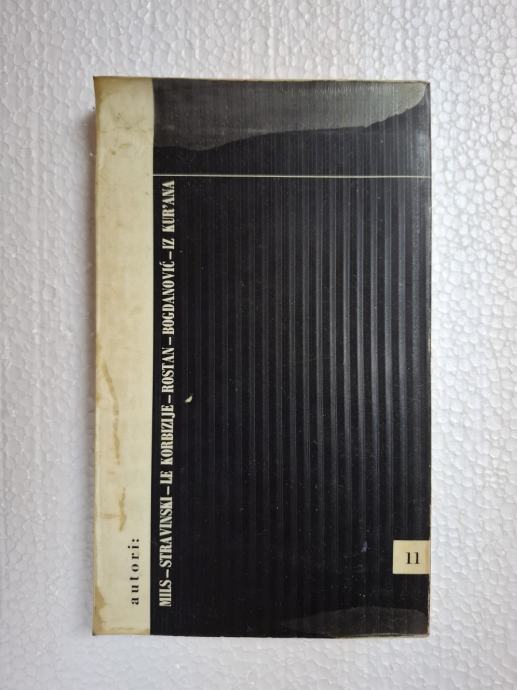 autori:
MILS–STRAVINSKI–LE KORBIZIJE–ROSTAN–BOGDANOVIĆ–IZ KUR'ANA
11